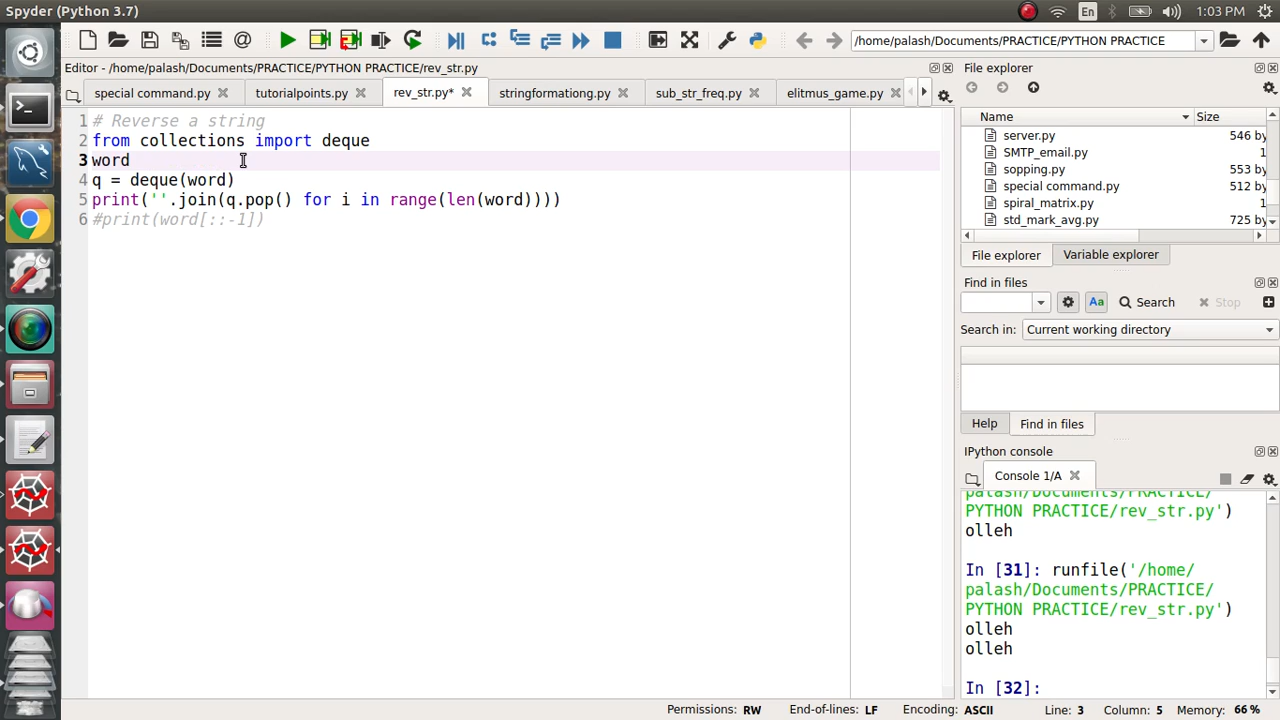 Spyder (Python 3.7)
En
1:03 PM
/home/palash/Documents/PRACTICE/PYTHON PRACTICE
Editor - /home/palash/Documents/PRACTICE/PYTHON PRACTICE/rev_str.py
special command.py
tutorialpoints.py
rev_str.py*
stringformationg.py
sub_str_freq.py
elitmus_game.py
1 # Reverse a string
2 from collections import deque
3 word
4 q = deque(word)
5 print(''.join(q.pop() for i in range(len(word))))
6 #print(word[::-1])
File explorer
Name Size
server.py 546 by
SMTP_email.py 1
sopping.py 553 by
special command.py 512 by
spiral_matrix.py 1
std_mark_avg.py 725 by
File explorer Variable explorer
Find in files
Aa Search Stop
Search in: Current working directory
Help Find in files
IPython console
Console 1/A
palash/Documents/PRACTICE/
PYTHON PRACTICE/rev_str.py')
olleh
In [31]: runfile('/home/
palash/Documents/PRACTICE/
PYTHON PRACTICE/rev_str.py')
olleh
olleh
In [32]:
Permissions: RW End-of-lines: LF Encoding: ASCII Line: 3 Column: 5 Memory: 66 %